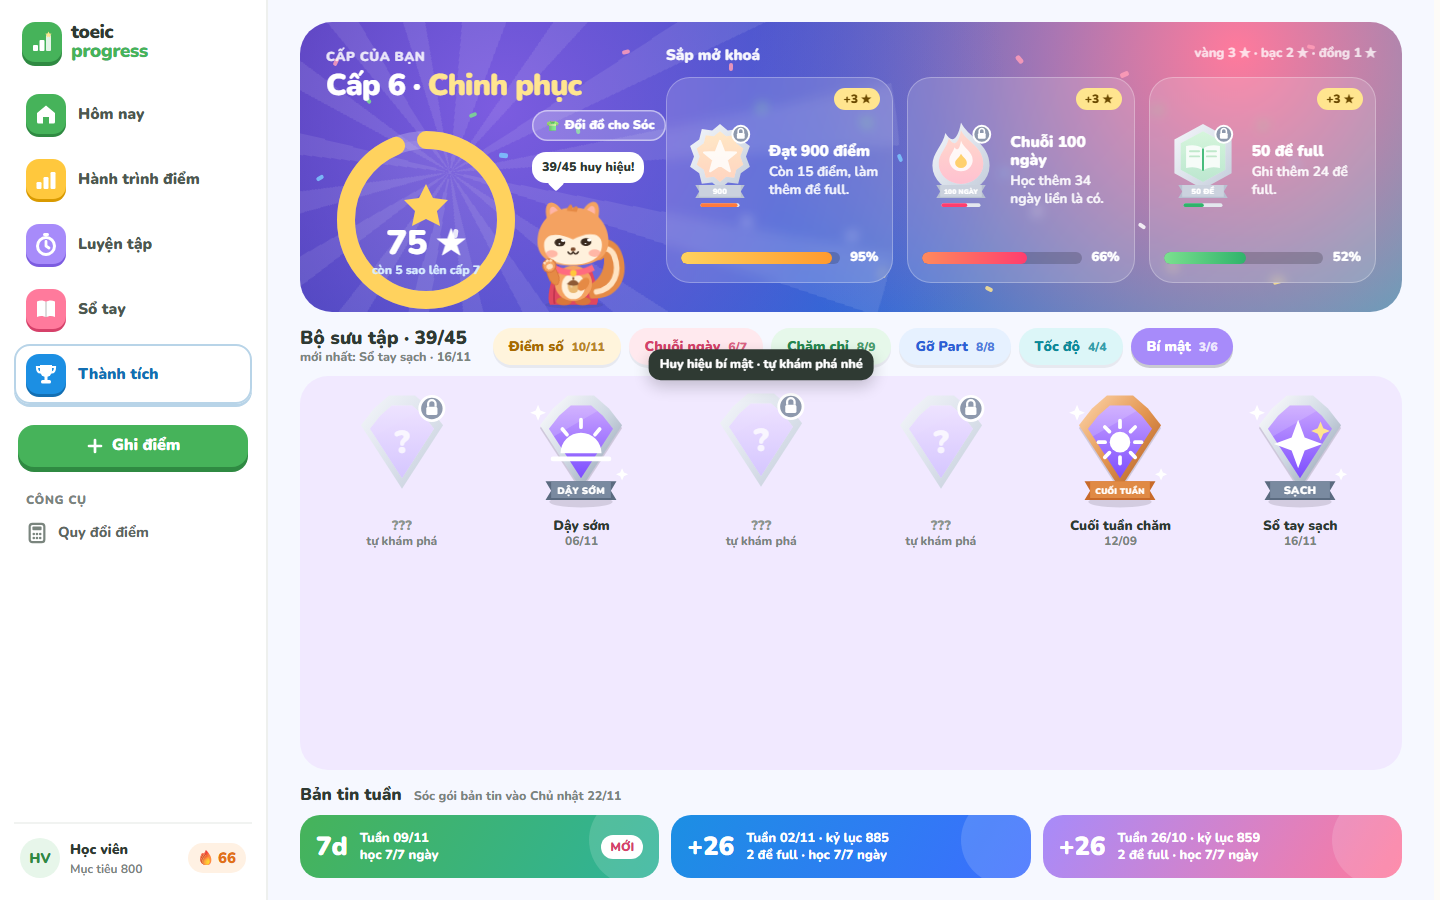 toeic
progress
Hôm nay
Hành trình điểm
Luyện tập
Sổ tay
Thành tích
Ghi điểm
CÔNG CỤ
Quy đổi điểm
HV
Học viên
Mục tiêu 800
66
CẤP CỦA BẠN
Cấp 6 · Chinh phục
Đổi đồ cho Sóc
39/45 huy hiệu!
75 ★
còn 5 sao lên cấp 7
Sắp mở khoá
vàng 3 ★ · bạc 2 ★ · đồng 1 ★
+3 ★
900
Đạt 900 điểm
Còn 15 điểm, làm
thêm đề full.
95%
+3 ★
100 NGÀY
Chuỗi 100
ngày
Học thêm 34
ngày liền là có.
66%
+3 ★
50 ĐỀ
50 đề full
Ghi thêm 24 đề
full.
52%
Bộ sưu tập · 39/45
mới nhất: Sổ tay sạch · 16/11
Điểm số 10/11
Chuỗi ngày 6/7
Chăm chỉ 8/9
Gỡ Part 8/8
Tốc độ 4/4
Bí mật 3/6
Huy hiệu bí mật · tự khám phá nhé
?
???
tự khám phá
DẬY SỚM
Dậy sớm
06/11
?
???
tự khám phá
?
???
tự khám phá
CUỐI TUẦN
Cuối tuần chăm
12/09
SẠCH
Sổ tay sạch
16/11
Bản tin tuần
Sóc gói bản tin vào Chủ nhật 22/11
7d
Tuần 09/11
học 7/7 ngày
MỚI
+26
Tuần 02/11 · kỷ lục 885
2 đề full · học 7/7 ngày
+26
Tuần 26/10 · kỷ lục 859
2 đề full · học 7/7 ngày